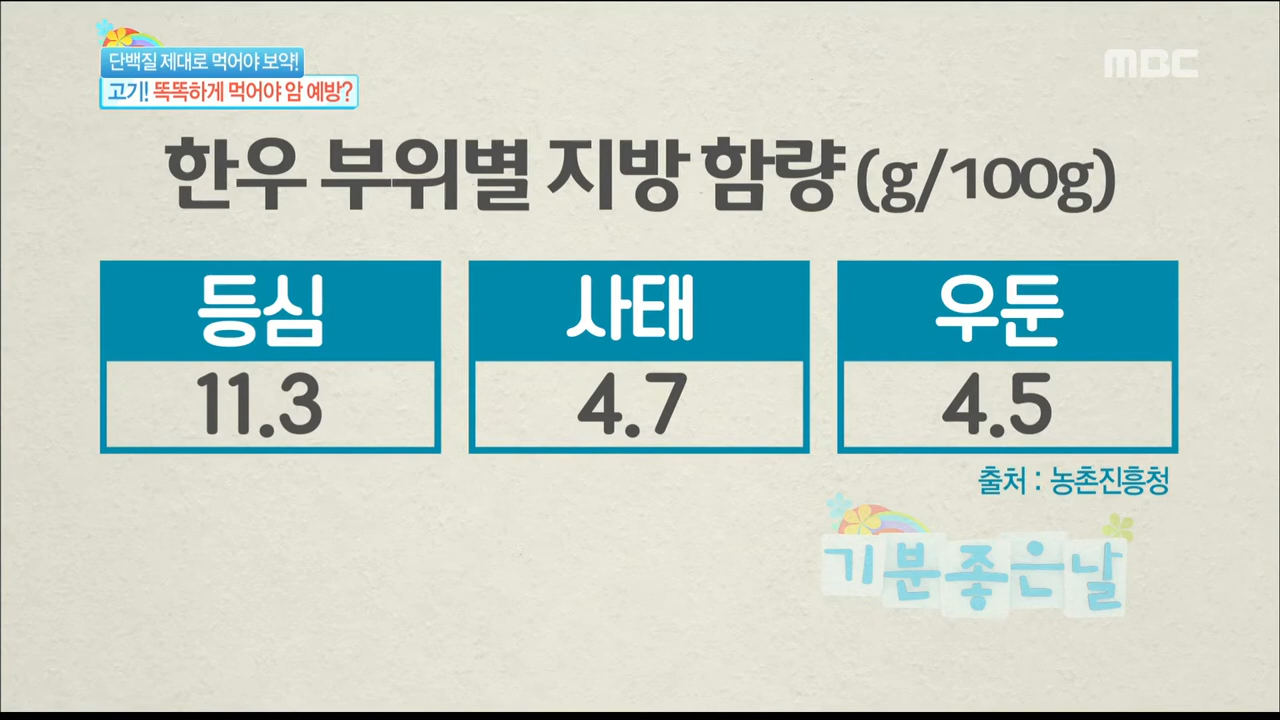 단백질 제대로 먹어야 보약!
고기! 똑똑하게 먹어야 암 예방?
MBC
한우 부위별 지방 함량 (g/100g)
등심 사태 우둔
11.3 4.7 4.5
출처 : 농촌진흥청
기분좋은날